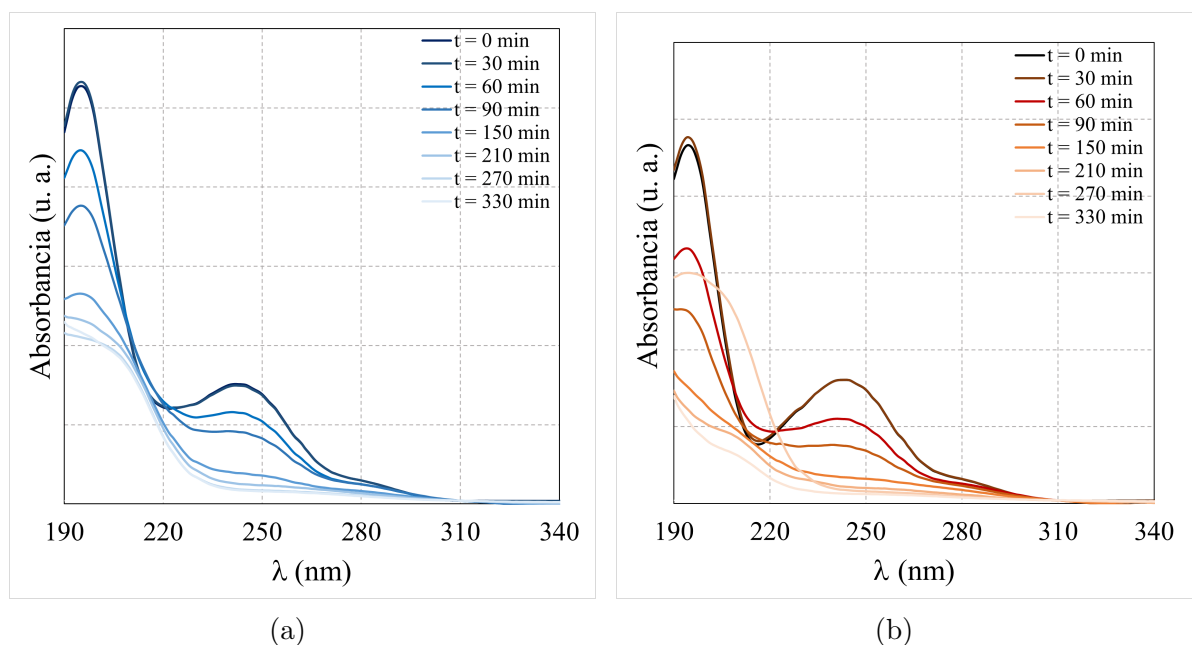 t = 0 min
t = 30 min
t = 60 min
t = 90 min
t = 150 min
t = 210 min
t = 270 min
t = 330 min
Absorbancia (u. a.)
190 220 250 280 310 340
λ (nm)
(a)
t = 0 min
t = 30 min
t = 60 min
t = 90 min
t = 150 min
t = 210 min
t = 270 min
t = 330 min
Absorbancia (u. a.)
190 220 250 280 310 340
λ (nm)
(b)